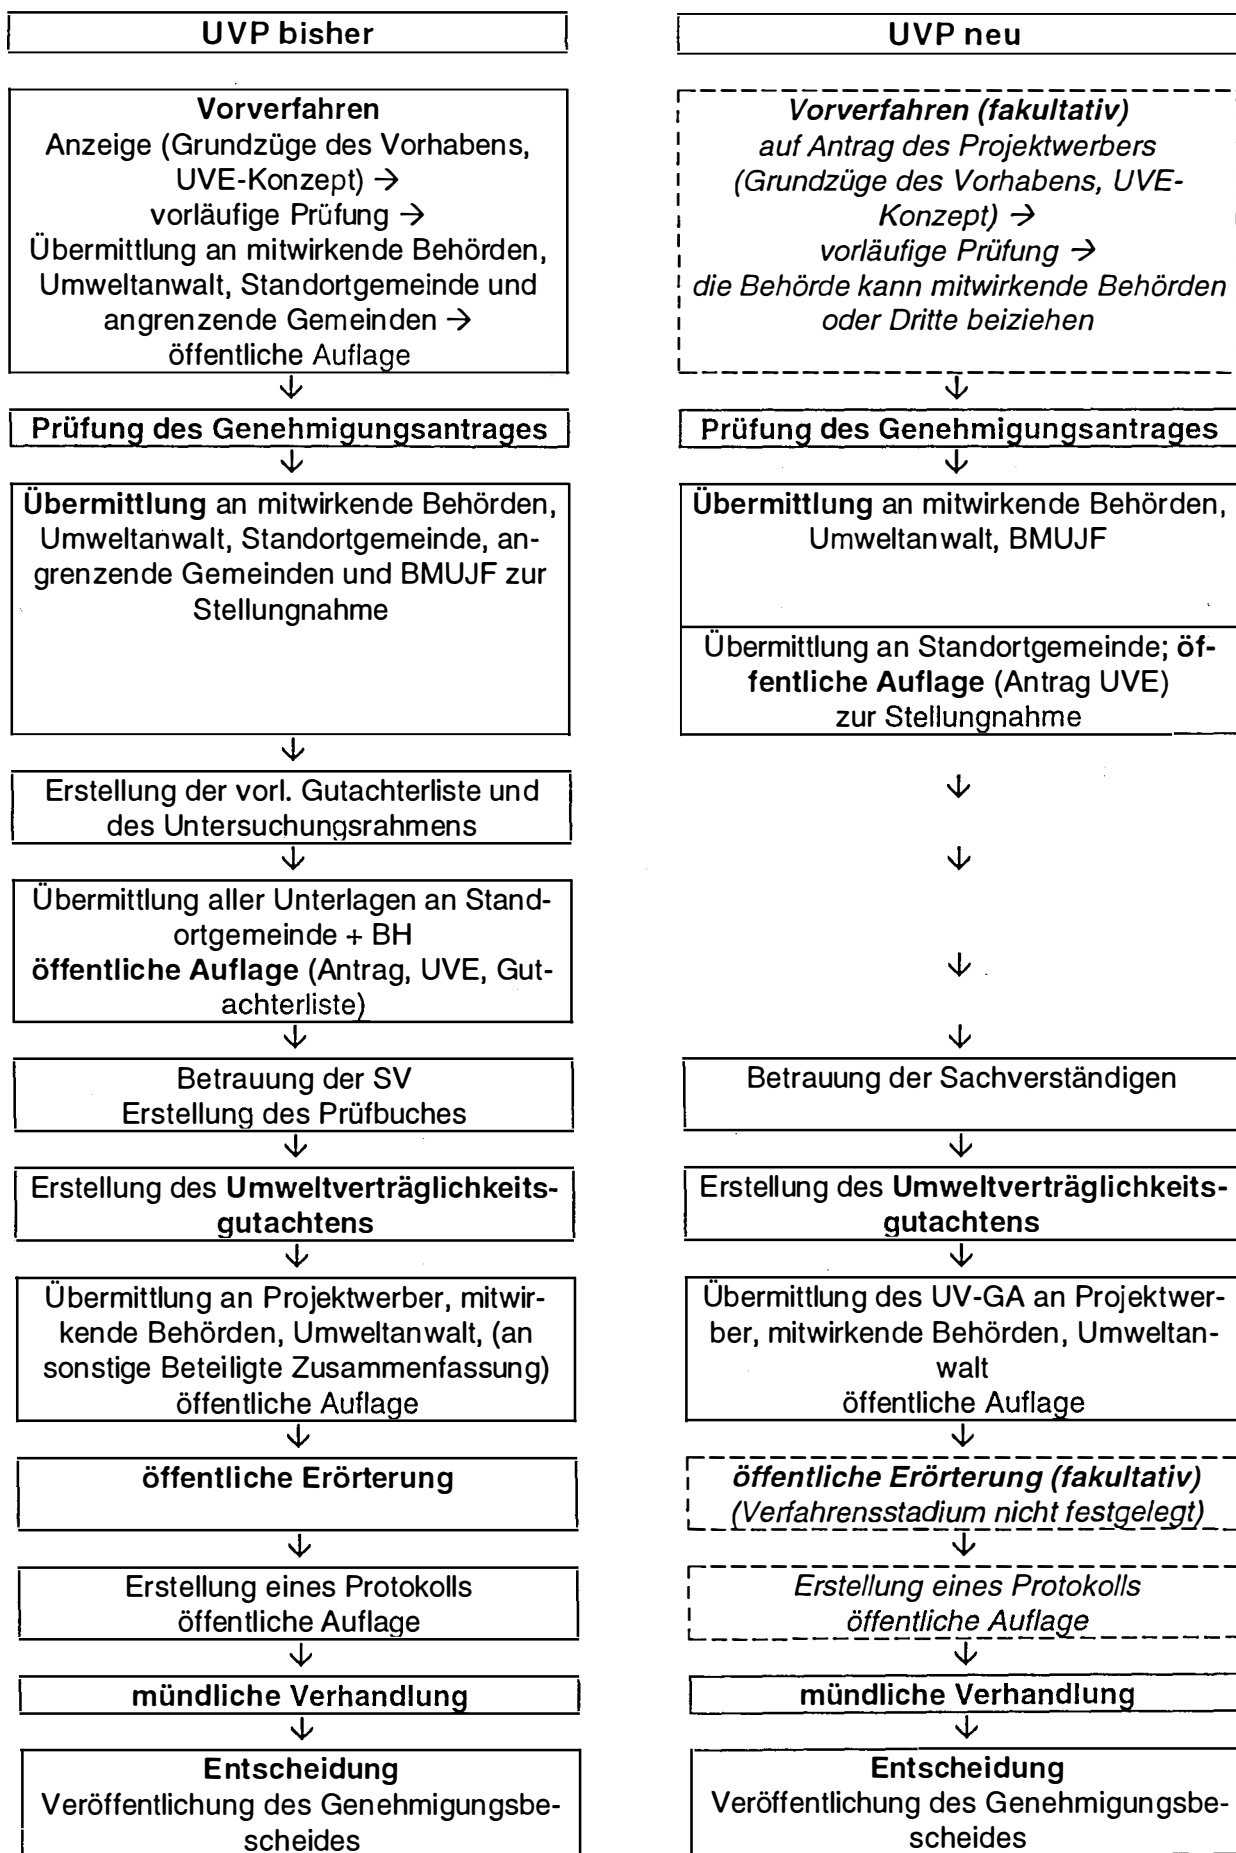 UVP bisher
Vorverfahren
Anzeige (Grundzüge des Vorhabens,
UVE-Konzept) →
vorläufige Prüfung →
Übermittlung an mitwirkende Behörden,
Umweltanwalt, Standortgemeinde und
angrenzende Gemeinden →
öffentliche Auflage
↓
Prüfung des Genehmigungsantrages
↓
Übermittlung an mitwirkende Behörden,
Umweltanwalt, Standortgemeinde, an-
grenzende Gemeinden und BMUJF zur
Stellungnahme
↓
Erstellung der vorl. Gutachterliste und
des Untersuchungsrahmens
↓
Übermittlung aller Unterlagen an Stand-
ortgemeinde + BH
öffentliche Auflage (Antrag, UVE, Gut-
achterliste)
↓
Betrauung der SV
Erstellung des Prüfbuches
↓
Erstellung des Umweltverträglichkeits-
gutachtens
↓
Übermittlung an Projektwerber, mitwir-
kende Behörden, Umweltanwalt, (an
sonstige Beteiligte Zusammenfassung)
öffentliche Auflage
↓
öffentliche Erörterung
↓
Erstellung eines Protokolls
öffentliche Auflage
↓
mündliche Verhandlung
↓
Entscheidung
Veröffentlichung des Genehmigungsbe-
scheides
UVP neu
Vorverfahren (fakultativ)
auf Antrag des Projektwerbers
(Grundzüge des Vorhabens, UVE-
Konzept) →
vorläufige Prüfung →
die Behörde kann mitwirkende Behörden
oder Dritte beiziehen
↓
Prüfung des Genehmigungsantrages
↓
Übermittlung an mitwirkende Behörden,
Umweltanwalt, BMUJF
Übermittlung an Standortgemeinde; öf-
fentliche Auflage (Antrag UVE)
zur Stellungnahme
↓
↓
↓
↓
Betrauung der Sachverständigen
↓
Erstellung des Umweltverträglichkeits-
gutachtens
↓
Übermittlung des UV-GA an Projektwer-
ber, mitwirkende Behörden, Umweltan-
walt
öffentliche Auflage
↓
öffentliche Erörterung (fakultativ)
(Verfahrensstadium nicht festgelegt)
↓
Erstellung eines Protokolls
öffentliche Auflage
↓
mündliche Verhandlung
↓
Entscheidung
Veröffentlichung des Genehmigungsbe-
scheides